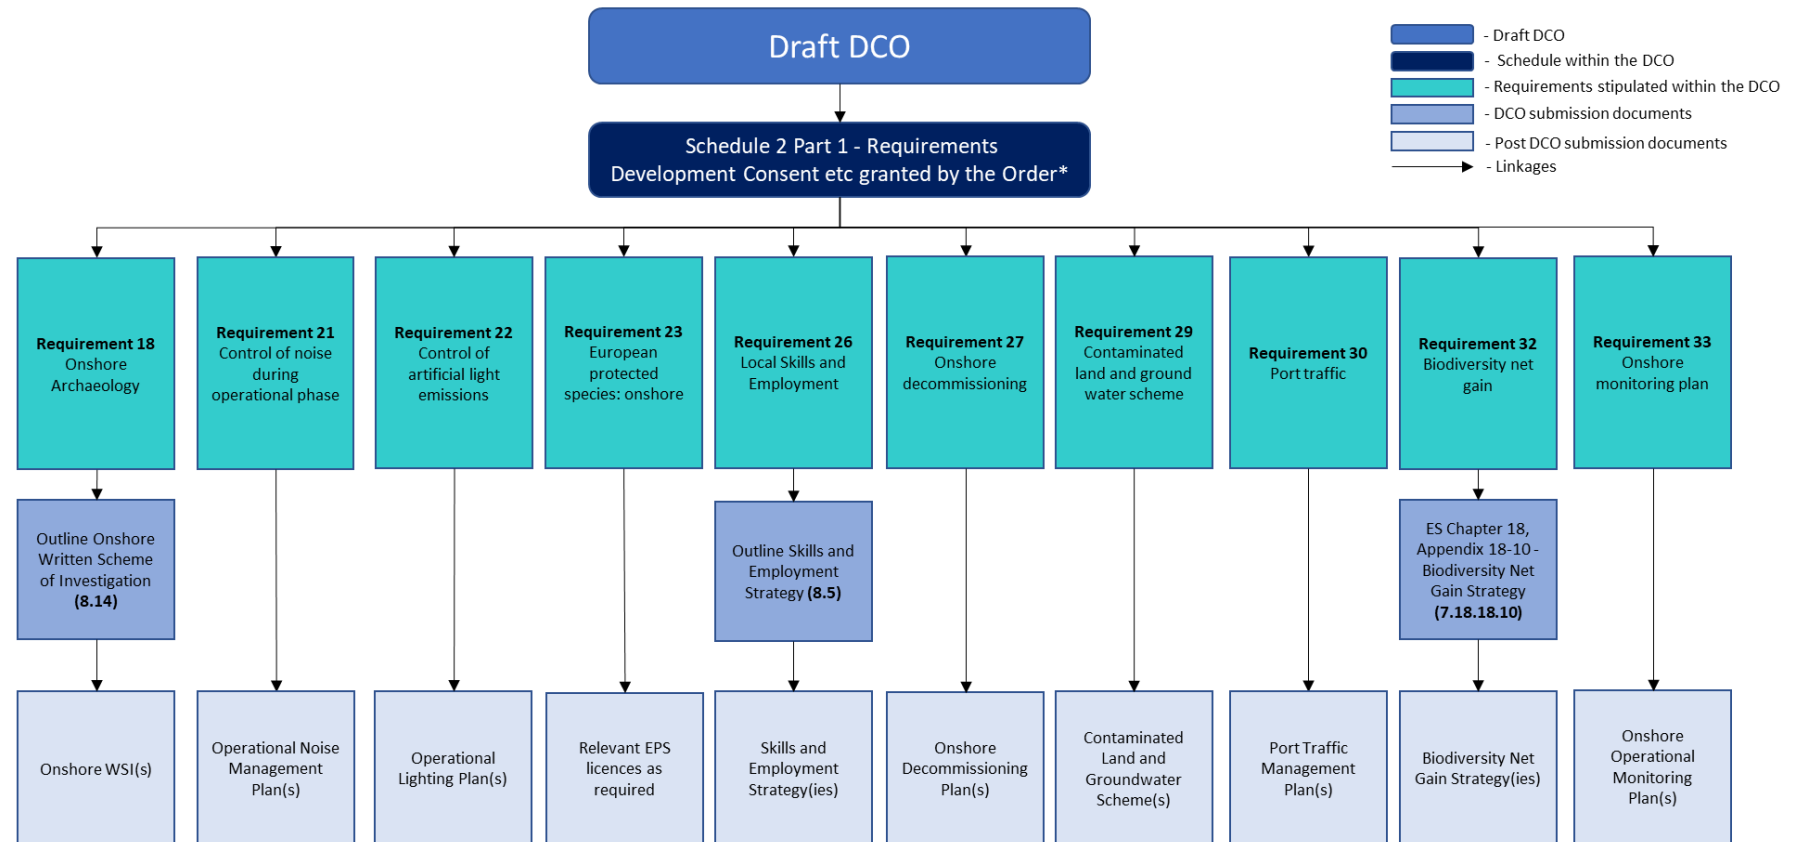 Draft DCO
- Draft DCO
- Schedule within the DCO
- Requirements stipulated within the DCO
- DCO submission documents
- Post DCO submission documents
- Linkages
Schedule 2 Part 1 - Requirements
Development Consent etc granted by the Order*
Requirement 18
Onshore
Archaeology
Requirement 21
Control of noise
during
operational phase
Requirement 22
Control of
artificial light
emissions
Requirement 23
European
protected
species: onshore
Requirement 26
Local Skills and
Employment
Requirement 27
Onshore
decommissioning
Requirement 29
Contaminated
land and ground
water scheme
Requirement 30
Port traffic
Requirement 32
Biodiversity net
gain
Requirement 33
Onshore
monitoring plan
Outline Onshore
Written Scheme
of Investigation
(8.14)
Outline Skills and
Employment
Strategy (8.5)
ES Chapter 18,
Appendix 18-10 -
Biodiversity Net
Gain Strategy
(7.18.18.10)
Onshore WSI(s)
Operational Noise
Management
Plan(s)
Operational
Lighting Plan(s)
Relevant EPS
licences as
required
Skills and
Employment
Strategy(ies)
Onshore
Decommissioning
Plan(s)
Contaminated
Land and
Groundwater
Scheme(s)
Port Traffic
Management
Plan(s)
Biodiversity Net
Gain Strategy(ies)
Onshore
Operational
Monitoring
Plan(s)